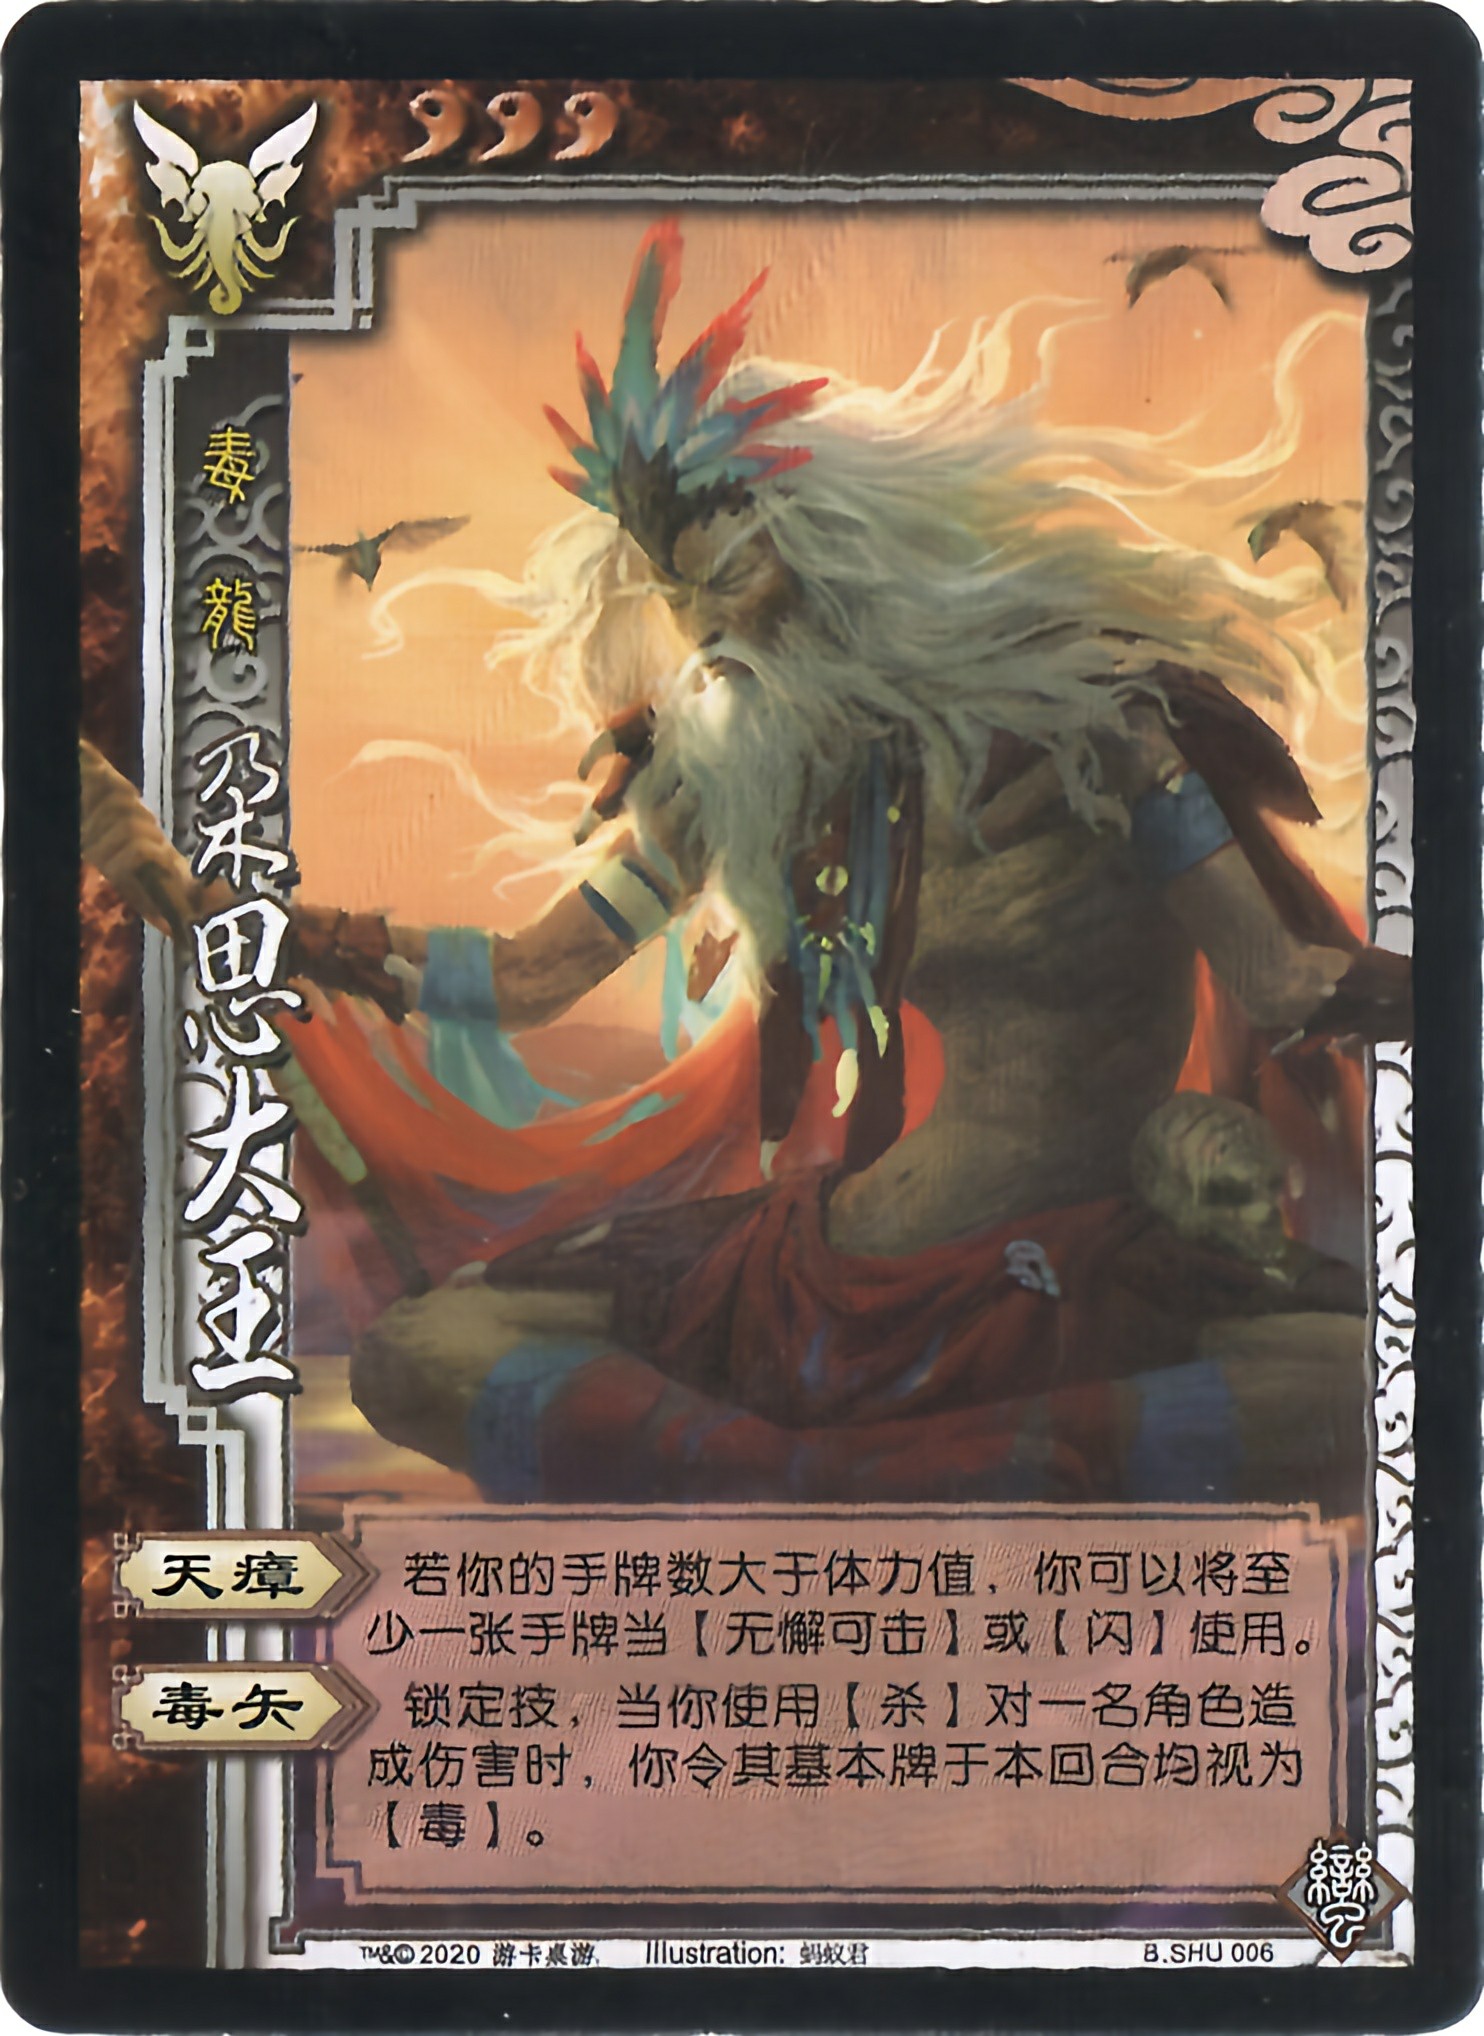 毒龍
朵思大王
天瘴
若你的手牌数大于体力值，你可以将至
少一张手牌当【无懈可击】或【闪】使用。
毒矢
锁定技，当你使用【杀】对一名角色造
成伤害时，你令其基本牌于本回合均视为
【毒】。
™&©2020 游卡桌游. Illustration: 蚂蚁君
B.SHU 006